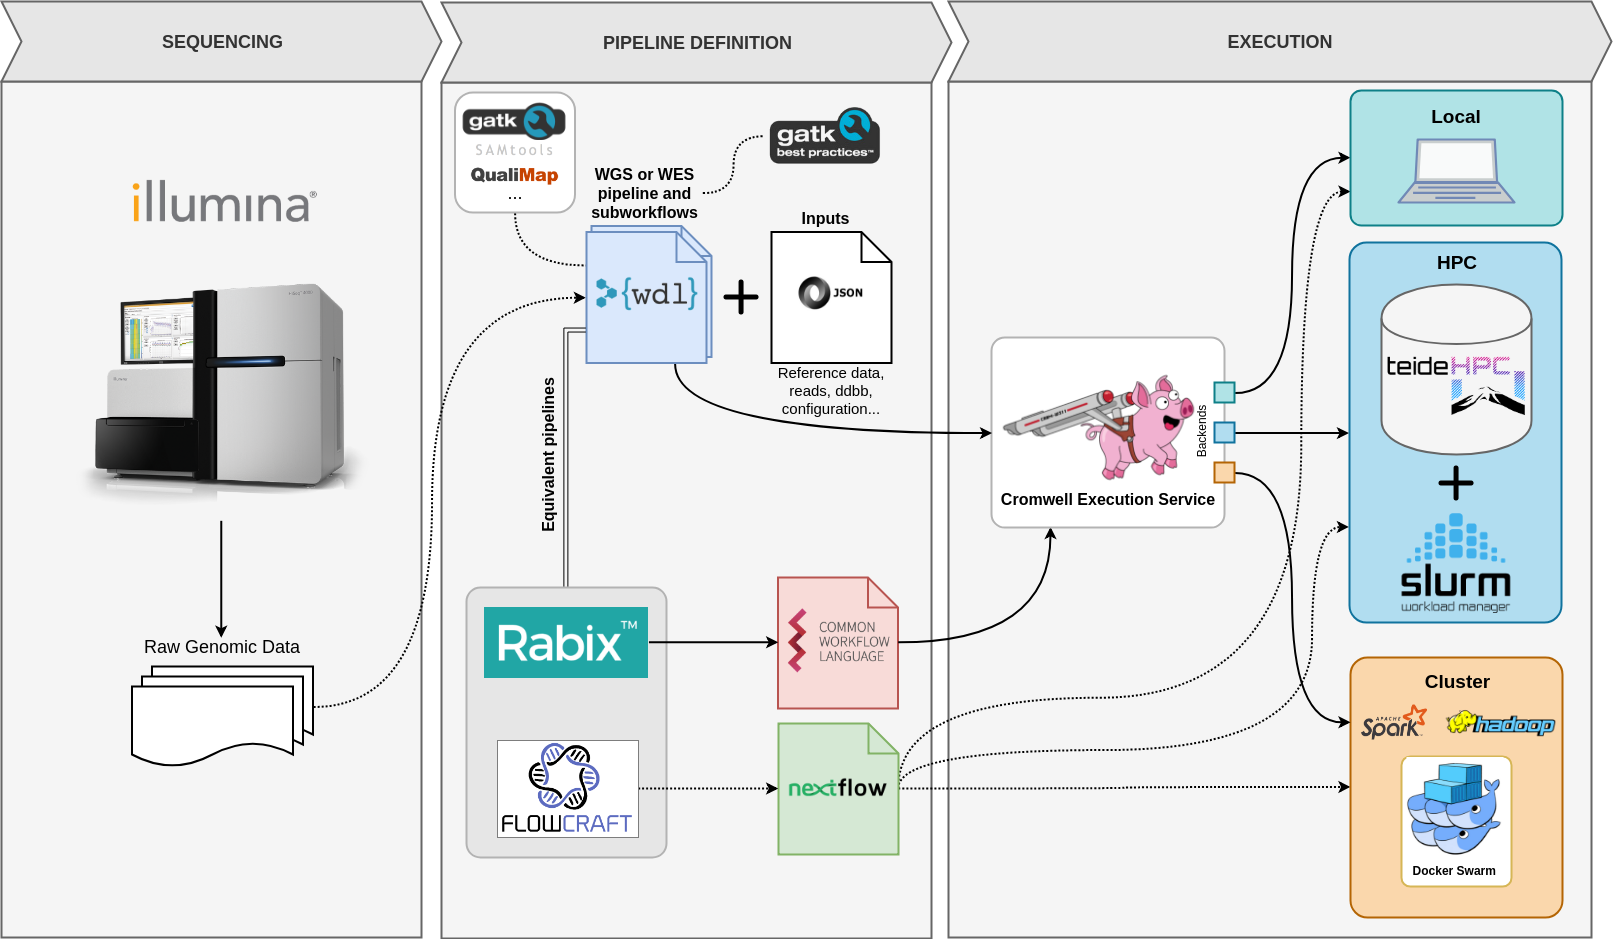 SEQUENCING
illumina®
Raw Genomic Data
PIPELINE DEFINITION
gatk
SAMtools
QualiMap
...
WGS or WES
pipeline and
subworkflows
gatk
best practices™
{wdl}
Inputs
JSON
Reference data,
reads, ddbb,
configuration...
Equivalent pipelines
Rabix™
COMMON
WORKFLOW
LANGUAGE
FLOWCRAFT
nextflow
EXECUTION
Backends
Cromwell Execution Service
Local
HPC
teideHPC
slurm
workload manager
Cluster
APACHE
Spark
hadoop
Docker Swarm